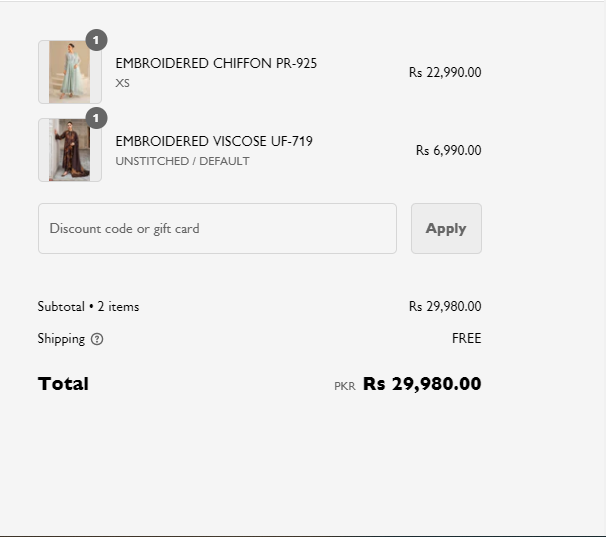 1
EMBROIDERED CHIFFON PR-925
Rs 22,990.00
XS
1
EMBROIDERED VISCOSE UF-719
Rs 6,990.00
UNSTITCHED / DEFAULT
Discount code or gift card
Apply
Subtotal • 2 items
Rs 29,980.00
Shipping ?
FREE
Total
PKR Rs 29,980.00